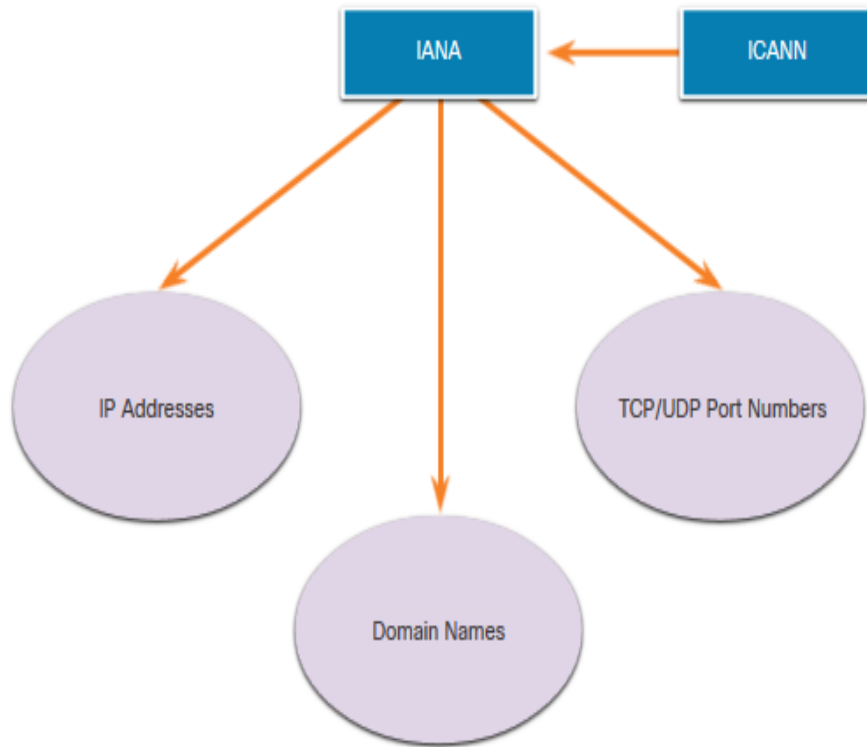 IANA
ICANN
IP Addresses
TCP/UDP Port Numbers
Domain Names